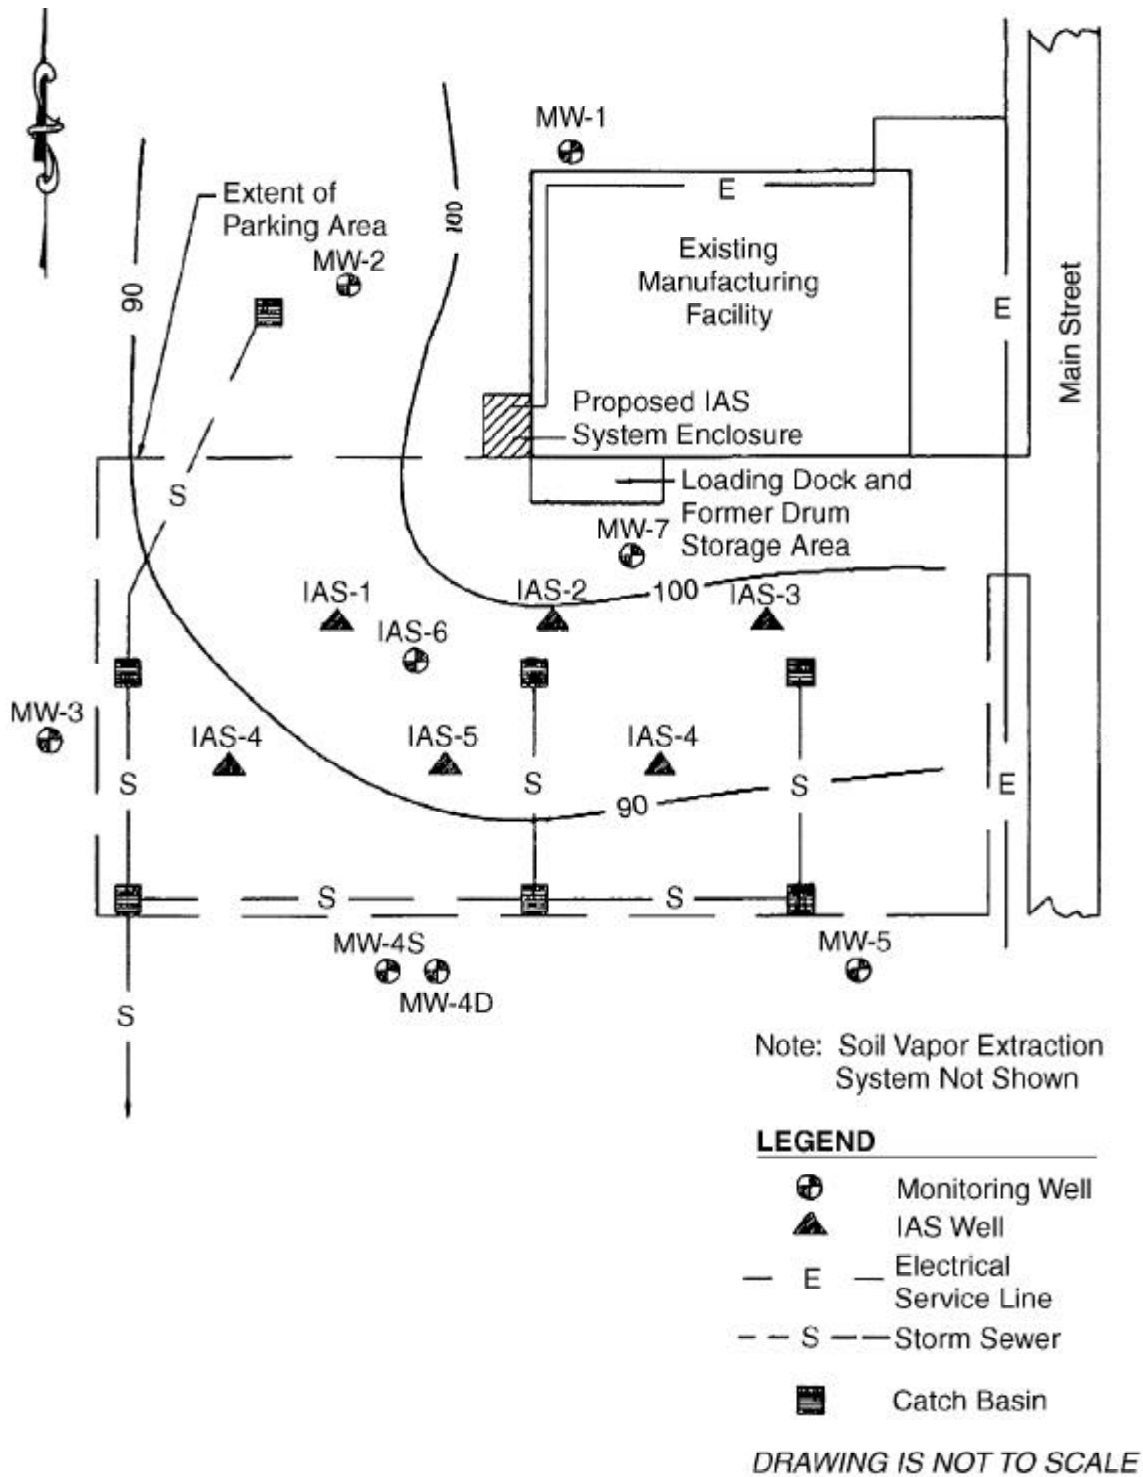 MW-1
Extent of
Parking Area
100
E
MW-2
90
Existing
Manufacturing
Facility
E
Main Street
Proposed IAS
System Enclosure
S
Loading Dock and
Former Drum
Storage Area
MW-7
100
IAS-1
IAS-2
IAS-3
IAS-6
MW-3
IAS-4
IAS-5
IAS-4
S
S
S
E
90
S
S
MW-4S
MW-4D
MW-5
S
Note: Soil Vapor Extraction
System Not Shown
LEGEND
Monitoring Well
IAS Well
E
Electrical
Service Line
S
Storm Sewer
Catch Basin
DRAWING IS NOT TO SCALE